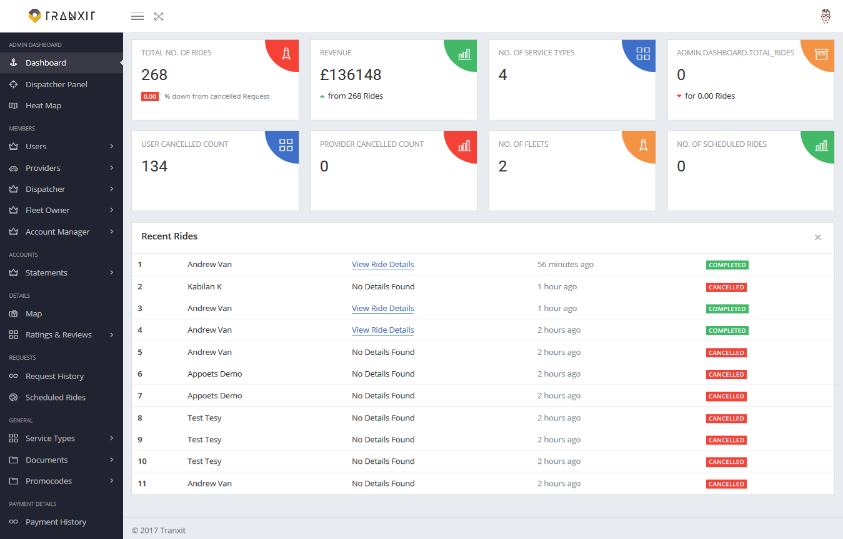 TRANXIT
ADMIN DASHBOARD
Dashboard
Dispatcher Panel
Heat Map
MEMBERS
Users
Providers
Dispatcher
Fleet Owner
Account Manager
ACCOUNTS
Statements
DETAILS
Map
Ratings & Reviews
REQUESTS
Request History
Scheduled Rides
GENERAL
Service Types
Documents
Promocodes
PAYMENT DETAILS
Payment History
TOTAL NO. OF RIDES
268
0.00 % down from cancelled Request
REVENUE
£136148
from 268 Rides
NO. OF SERVICE TYPES
4
ADMIN.DASHBOARD.TOTAL_RIDES
0
for 0.00 Rides
USER CANCELLED COUNT
134
PROVIDER CANCELLED COUNT
0
NO. OF FLEETS
2
NO. OF SCHEDULED RIDES
0
Recent Rides
1 Andrew Van View Ride Details 56 minutes ago COMPLETED
2 Kabilan K No Details Found 1 hour ago CANCELLED
3 Andrew Van View Ride Details 1 hour ago COMPLETED
4 Andrew Van View Ride Details 2 hours ago COMPLETED
5 Andrew Van No Details Found 2 hours ago CANCELLED
6 Appoets Demo No Details Found 2 hours ago CANCELLED
7 Appoets Demo No Details Found 2 hours ago CANCELLED
8 Test Tesy No Details Found 2 hours ago CANCELLED
9 Test Tesy No Details Found 2 hours ago CANCELLED
10 Test Tesy No Details Found 2 hours ago CANCELLED
11 Andrew Van No Details Found 2 hours ago CANCELLED
© 2017 Tranxit